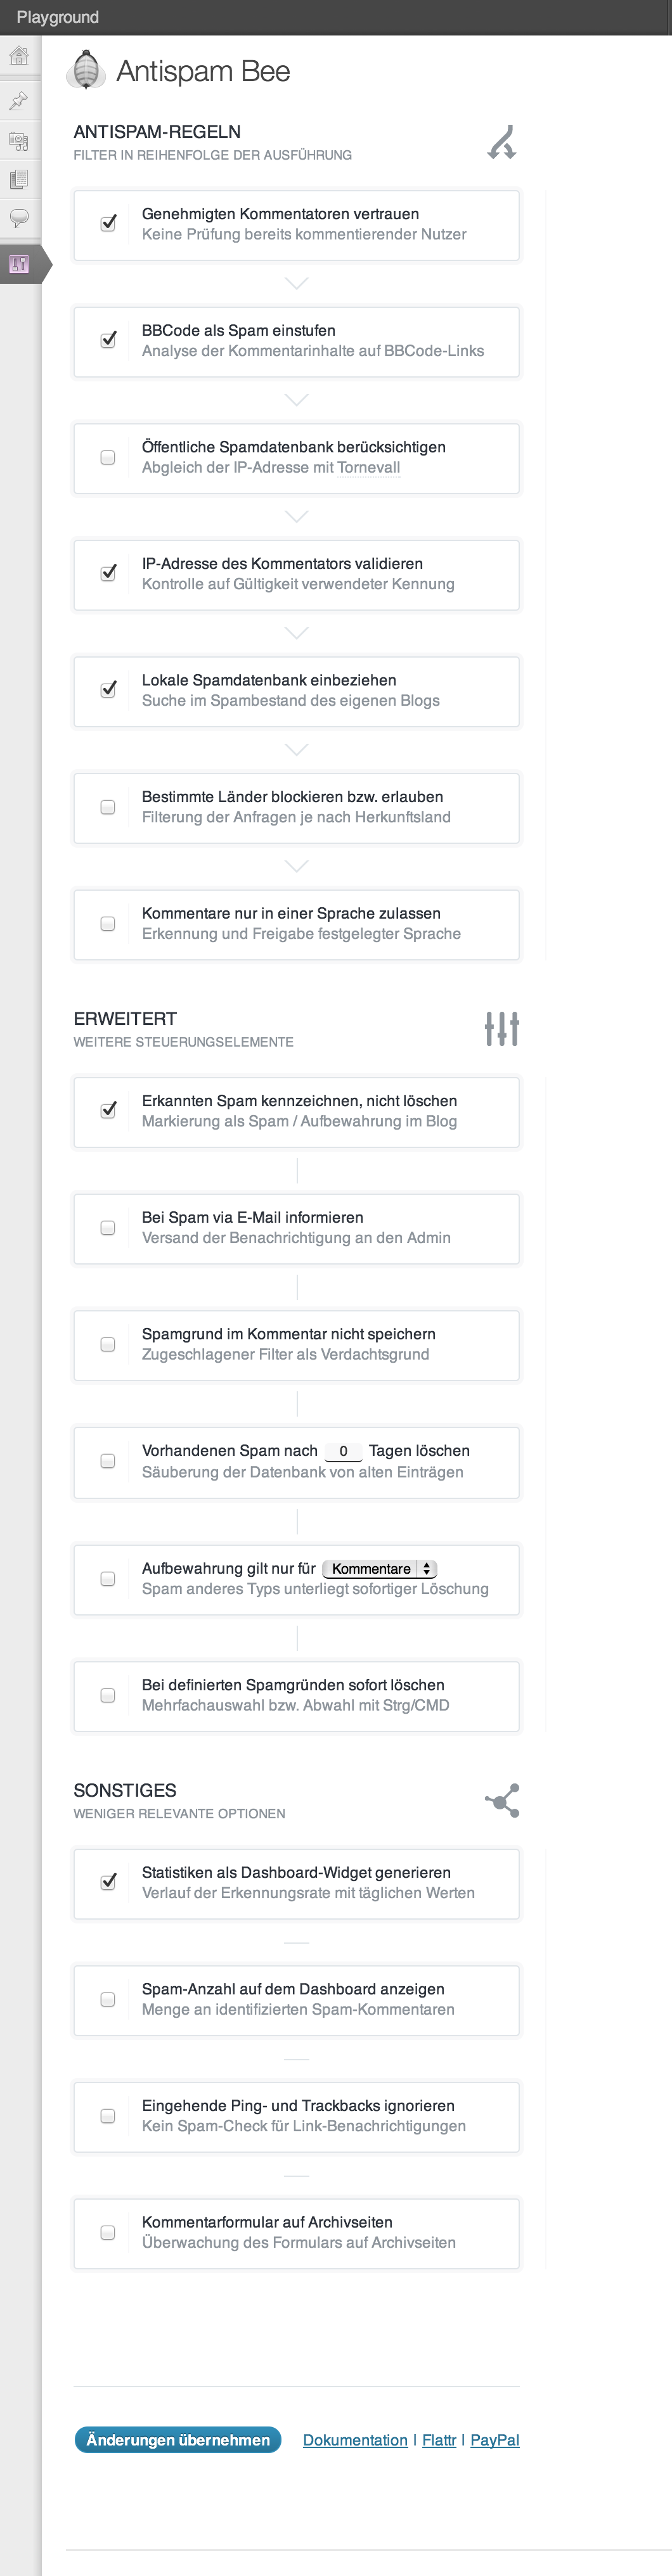 Playground
Antispam Bee
ANTISPAM-REGELN
FILTER IN REIHENFOLGE DER AUSFÜHRUNG
Genehmigten Kommentatoren vertrauen
Keine Prüfung bereits kommentierender Nutzer
BBCode als Spam einstufen
Analyse der Kommentarinhalte auf BBCode-Links
Öffentliche Spamdatenbank berücksichtigen
Abgleich der IP-Adresse mit Tornevall
IP-Adresse des Kommentators validieren
Kontrolle auf Gültigkeit verwendeter Kennung
Lokale Spamdatenbank einbeziehen
Suche im Spambestand des eigenen Blogs
Bestimmte Länder blockieren bzw. erlauben
Filterung der Anfragen je nach Herkunftsland
Kommentare nur in einer Sprache zulassen
Erkennung und Freigabe festgelegter Sprache
ERWEITERT
WEITERE STEUERUNGSELEMENTE
Erkannten Spam kennzeichnen, nicht löschen
Markierung als Spam / Aufbewahrung im Blog
Bei Spam via E-Mail informieren
Versand der Benachrichtigung an den Admin
Spamgrund im Kommentar nicht speichern
Zugeschlagener Filter als Verdachtsgrund
Vorhandenen Spam nach 0 Tagen löschen
Säuberung der Datenbank von alten Einträgen
Aufbewahrung gilt nur für Kommentare
Spam anderes Typs unterliegt sofortiger Löschung
Bei definierten Spamgründen sofort löschen
Mehrfachauswahl bzw. Abwahl mit Strg/CMD
SONSTIGES
WENIGER RELEVANTE OPTIONEN
Statistiken als Dashboard-Widget generieren
Verlauf der Erkennungsrate mit täglichen Werten
Spam-Anzahl auf dem Dashboard anzeigen
Menge an identifizierten Spam-Kommentaren
Eingehende Ping- und Trackbacks ignorieren
Kein Spam-Check für Link-Benachrichtigungen
Kommentarformular auf Archivseiten
Überwachung des Formulars auf Archivseiten
Änderungen übernehmen Dokumentation | Flattr | PayPal